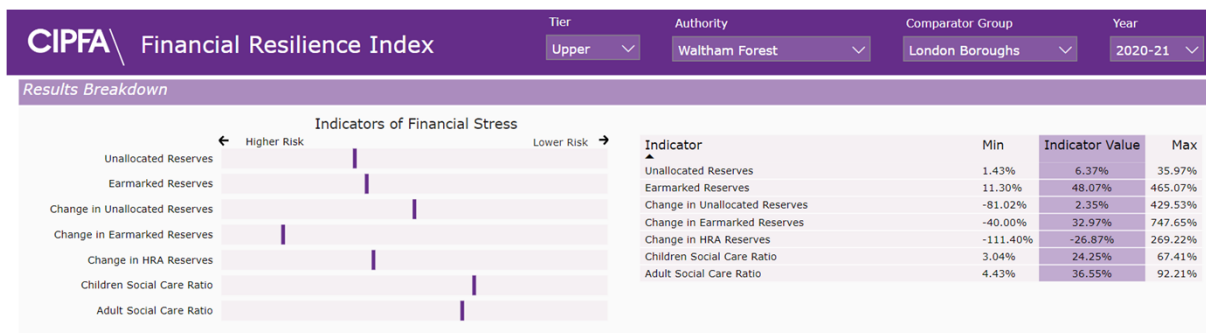 CIPFA\ Financial Resilience Index
Tier
Upper
Authority
Waltham Forest
Comparator Group
London Boroughs
Year
2020-21
Results Breakdown
Indicators of Financial Stress
← Higher Risk Lower Risk →
Unallocated Reserves
Earmarked Reserves
Change in Unallocated Reserves
Change in Earmarked Reserves
Change in HRA Reserves
Children Social Care Ratio
Adult Social Care Ratio
Indicator Min Indicator Value Max
Unallocated Reserves 1.43% 6.37% 35.97%
Earmarked Reserves 11.30% 48.07% 465.07%
Change in Unallocated Reserves -81.02% 2.35% 429.53%
Change in Earmarked Reserves -40.00% 32.97% 747.65%
Change in HRA Reserves -111.40% -26.87% 269.22%
Children Social Care Ratio 3.04% 24.25% 67.41%
Adult Social Care Ratio 4.43% 36.55% 92.21%